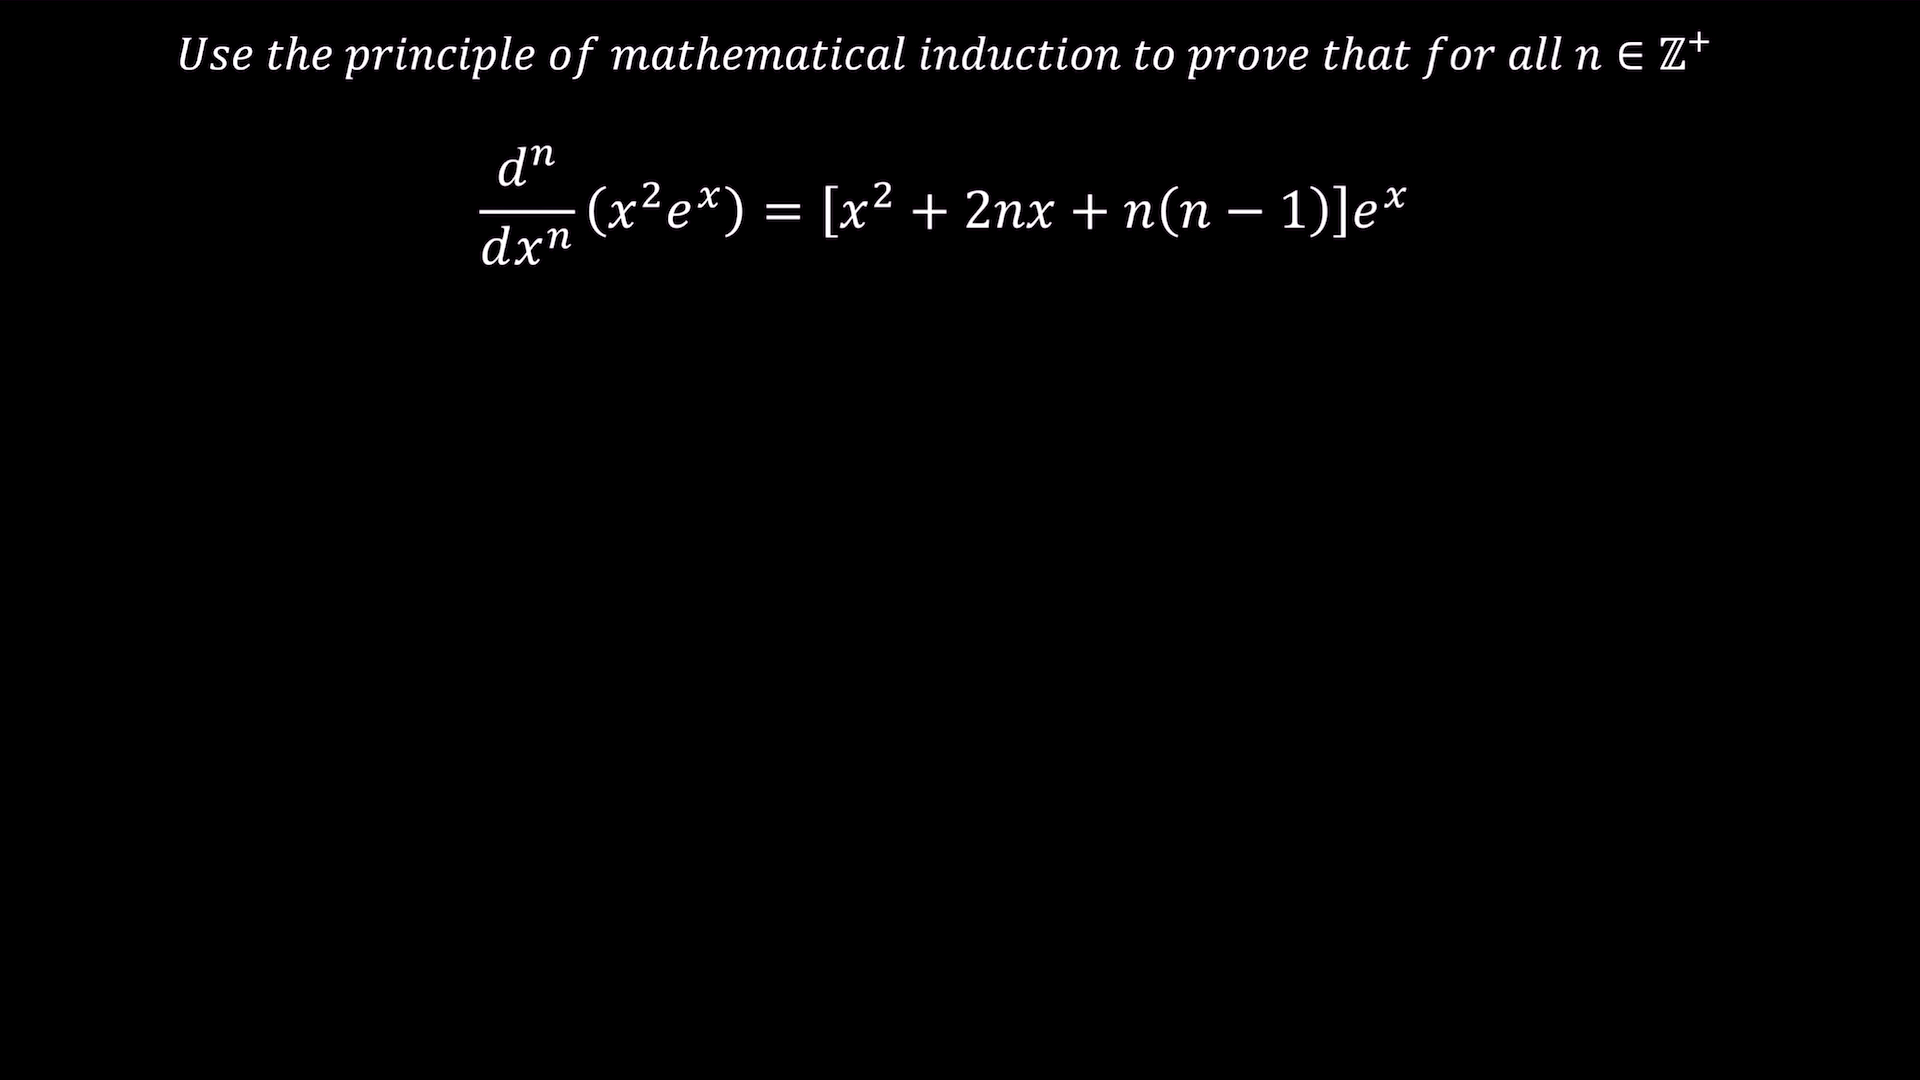 Use the principle of mathematical induction to prove that for all n ∈ ℤ⁺
dⁿ/dxⁿ (x²eˣ) = [x² + 2nx + n(n − 1)]eˣ